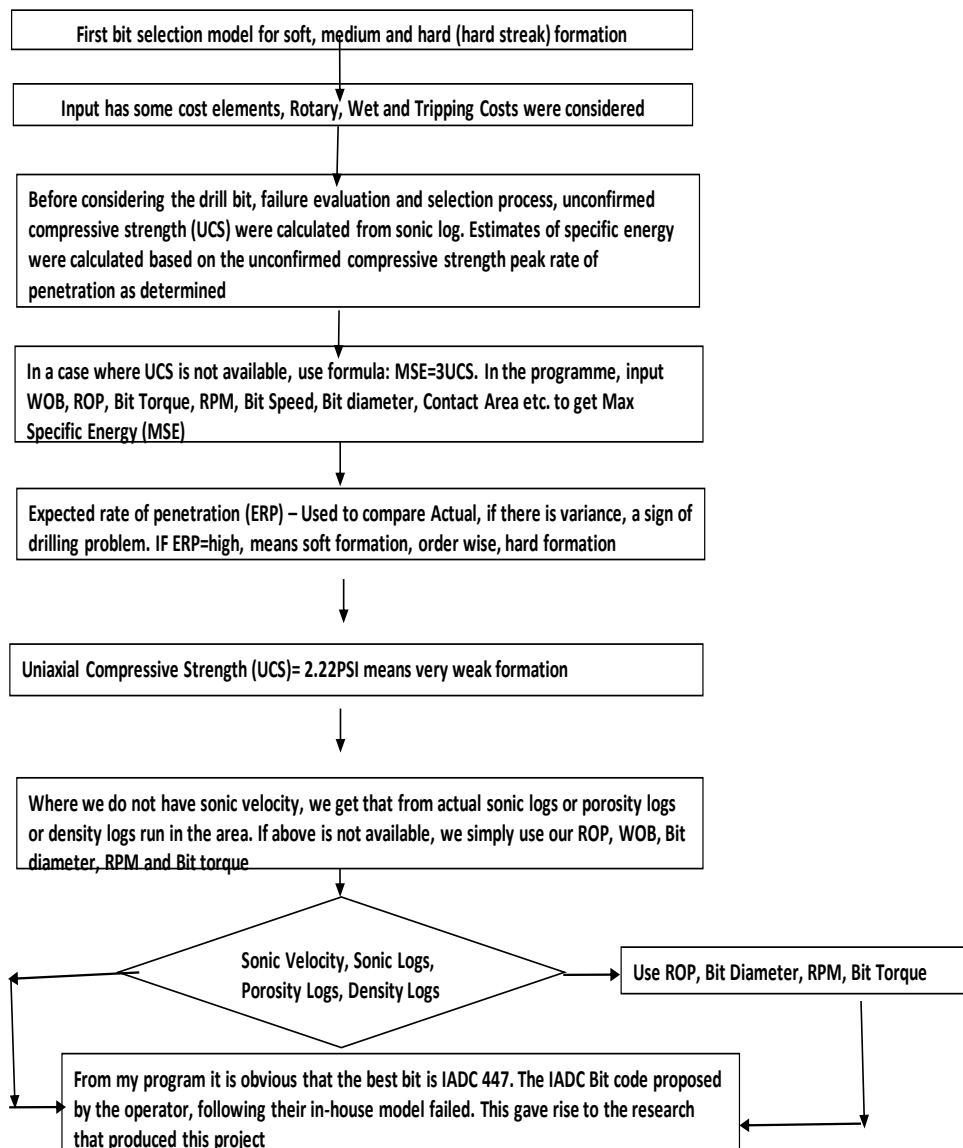 First bit selection model for soft, medium and hard (hard streak) formation
Input has some cost elements, Rotary, Wet and Tripping Costs were considered
Before considering the drill bit, failure evaluation and selection process, unconfirmed
compressive strength (UCS) were calculated from sonic log. Estimates of specific energy
were calculated based on the unconfirmed compressive strength peak rate of
penetration as determined
In a case where UCS is not available, use formula: MSE=3UCS. In the programme, input
WOB, ROP, Bit Torque, RPM, Bit Speed, Bit diameter, Contact Area etc. to get Max
Specific Energy (MSE)
Expected rate of penetration (ERP) – Used to compare Actual, if there is variance, a sign of
drilling problem. IF ERP=high, means soft formation, order wise, hard formation
Uniaxial Compressive Strength (UCS)= 2.22PSI means very weak formation
Where we do not have sonic velocity, we get that from actual sonic logs or porosity logs
or density logs run in the area. If above is not available, we simply use our ROP, WOB, Bit
diameter, RPM and Bit torque
Sonic Velocity, Sonic Logs,
Porosity Logs, Density Logs
Use ROP, Bit Diameter, RPM, Bit Torque
From my program it is obvious that the best bit is IADC 447. The IADC Bit code proposed
by the operator, following their in-house model failed. This gave rise to the research
that produced this project